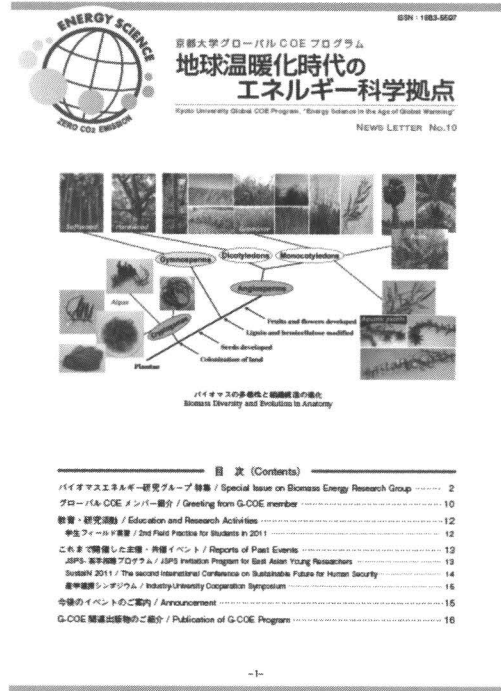 ISSN : 1883-5597
ENERGY SCIENCE
ZERO CO2 EMISSION
京都大学グローバルCOEプログラム
地球温暖化時代の
エネルギー科学拠点
Kyoto University Global COE Program, "Energy Science in the Age of Global Warming"
NEWS LETTER No.10
Softwood
Hardwood
Gymnosperms
Dicotyledons
Monocotyledons
Algae
Angiosperms
Fruits and flowers developed
Lignin and hemicellulose modified
Seeds developed
Colonization of land
Plantae
バイオマスの多様性と組織構造の進化
Biomass Diversity and Evolution in Anatomy
目 次 (Contents)
バイオマスエネルギー研究グループ 特集 / Special Issue on Biomass Energy Research Group ........ 2
グローバル COE メンバー紹介 / Greeting from G-COE member ........ 10
教育・研究活動 / Education and Research Activities ........ 12
学生フィールド実習 / 2nd Field Practice for Students in 2011 ........ 12
これまで開催した主催・共催イベント / Reports of Past Events ........ 13
JSPS- 若手招聘プログラム / JSPS Invitation Program for East Asian Young Researchers ........ 13
SustaiN 2011 / The second International Conference on Sustainable Future for Human Security ........ 14
産学連携シンポジウム / Industry-University Cooperation Symposium ........ 15
今後のイベントのご案内 / Announcement ........ 15
G-COE 関連出版物のご紹介 / Publication of G-COE Program ........ 16
-1-